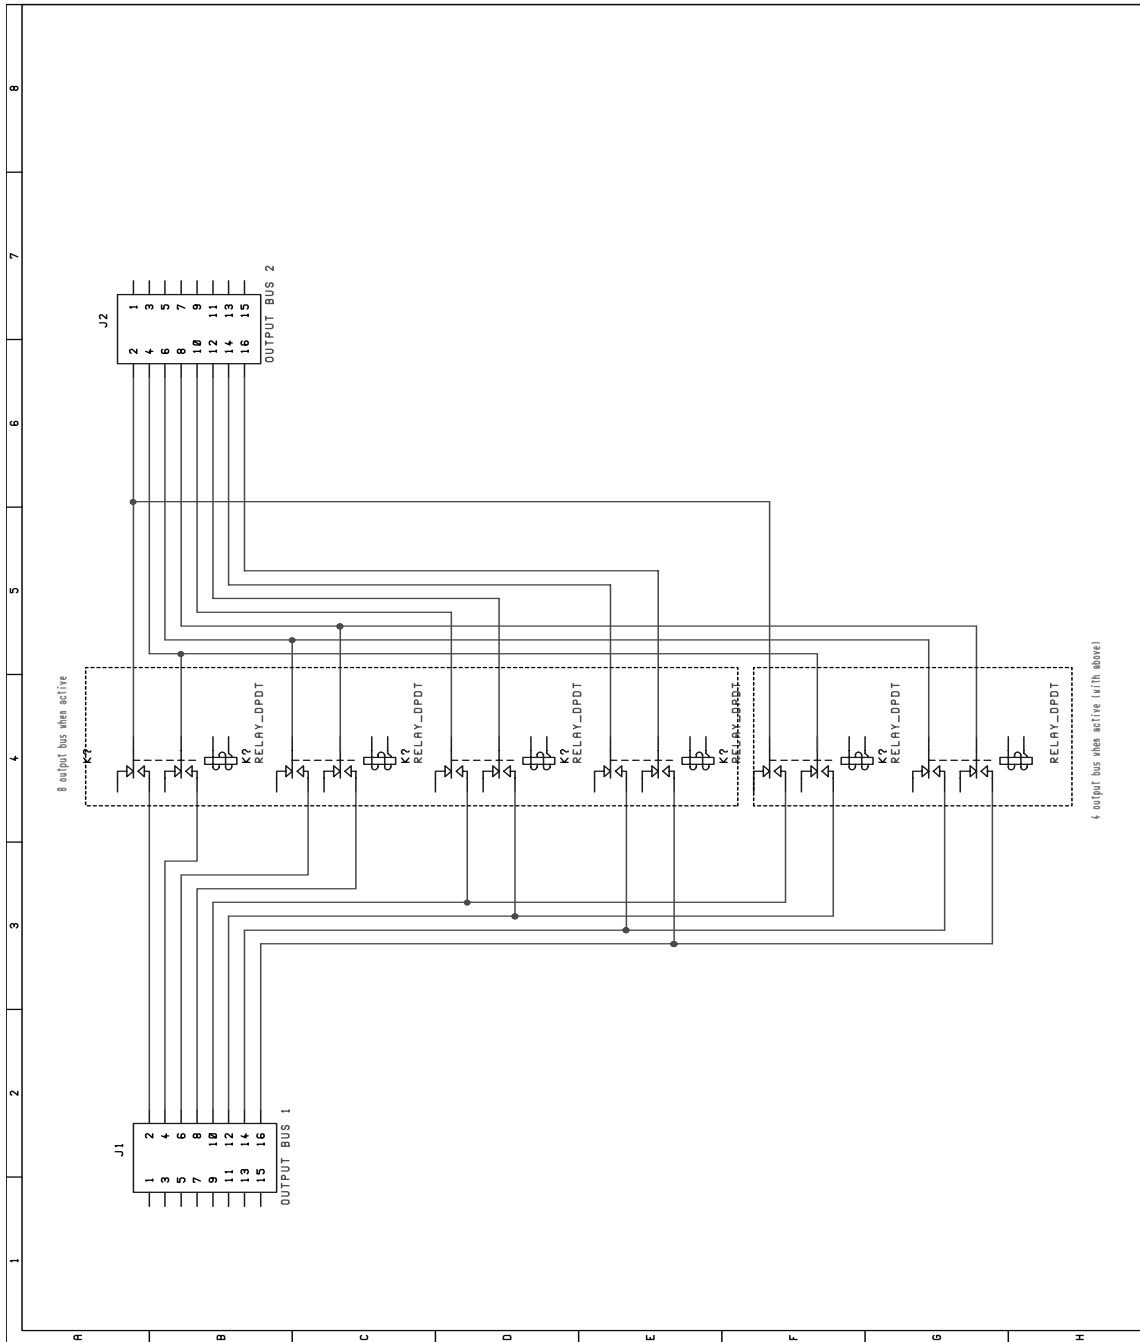 8
7
6
5
4
3
2
1
A
B
C
D
E
F
G
H
J2
1 3 5 7 9 11 13 15
2 4 6 8 10 12 14 16
OUTPUT BUS 2
8 output bus when active
K?
RELAY_DPDT
K?
RELAY_DPDT
K?
RELAY_DPDT
K?
RELAY_DPDT
K?
RELAY_DPDT
K?
RELAY_DPDT
4 output bus when active (with above)
J1
2 4 6 8 10 12 14 16
1 3 5 7 9 11 13 15
OUTPUT BUS 1